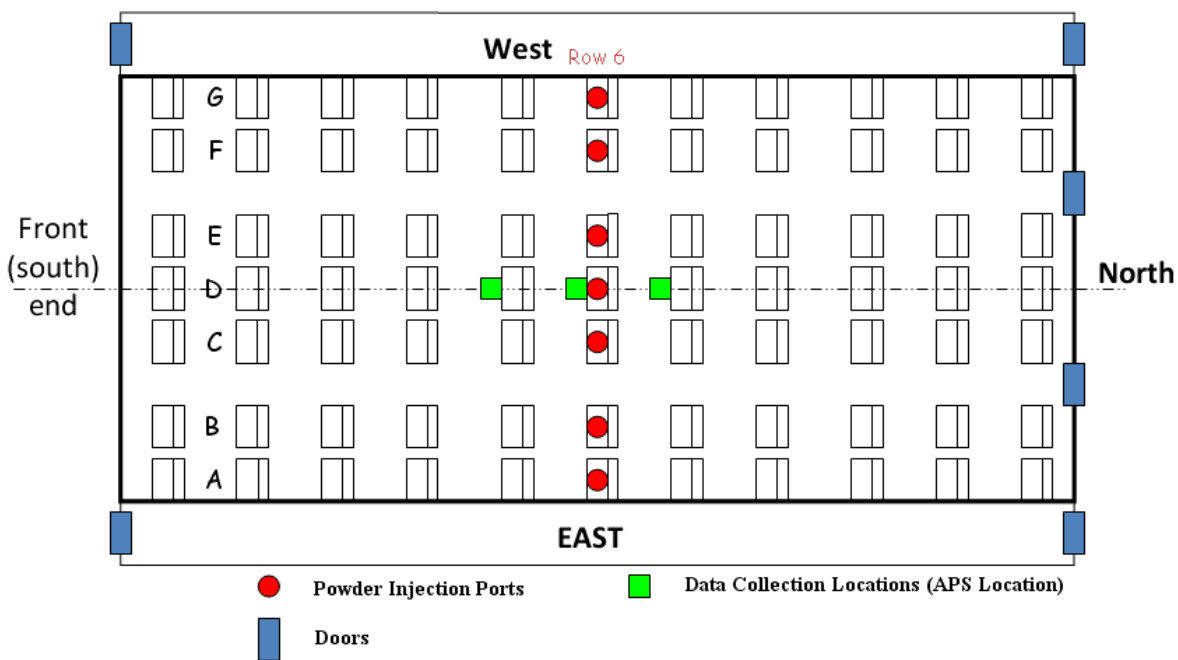 West Row 6
G
F
Front
(south)
end
E
D
North
C
B
A
EAST
Powder Injection Ports
Data Collection Locations (APS Location)
Doors